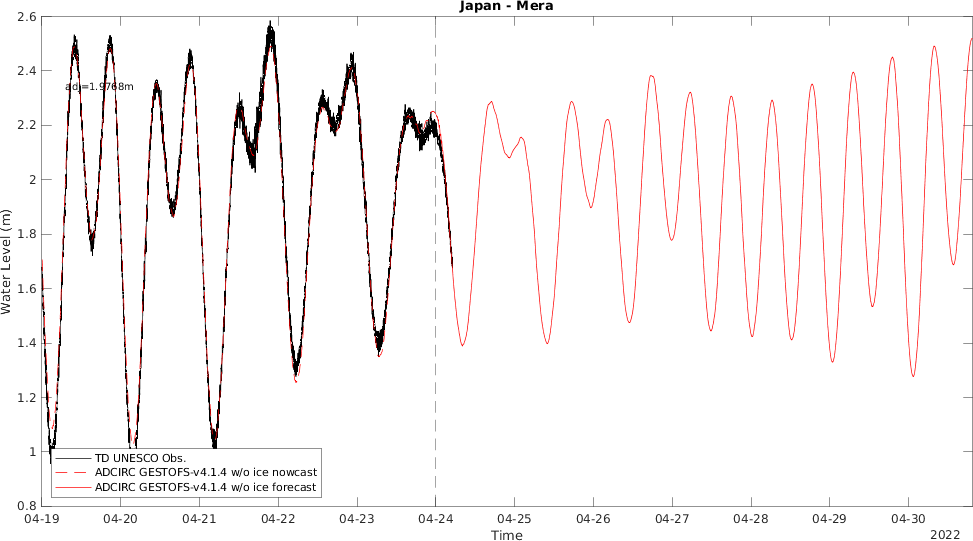 Japan - Mera
2.6
2.4
2.2
2
1.8
1.6
1.4
1.2
1
0.8
Water Level (m)
adj=1.9768m
TD UNESCO Obs.
ADCIRC GESTOFS-v4.1.4 w/o ice nowcast
ADCIRC GESTOFS-v4.1.4 w/o ice forecast
04-19 04-20 04-21 04-22 04-23 04-24 04-25 04-26 04-27 04-28 04-29 04-30
Time
2022